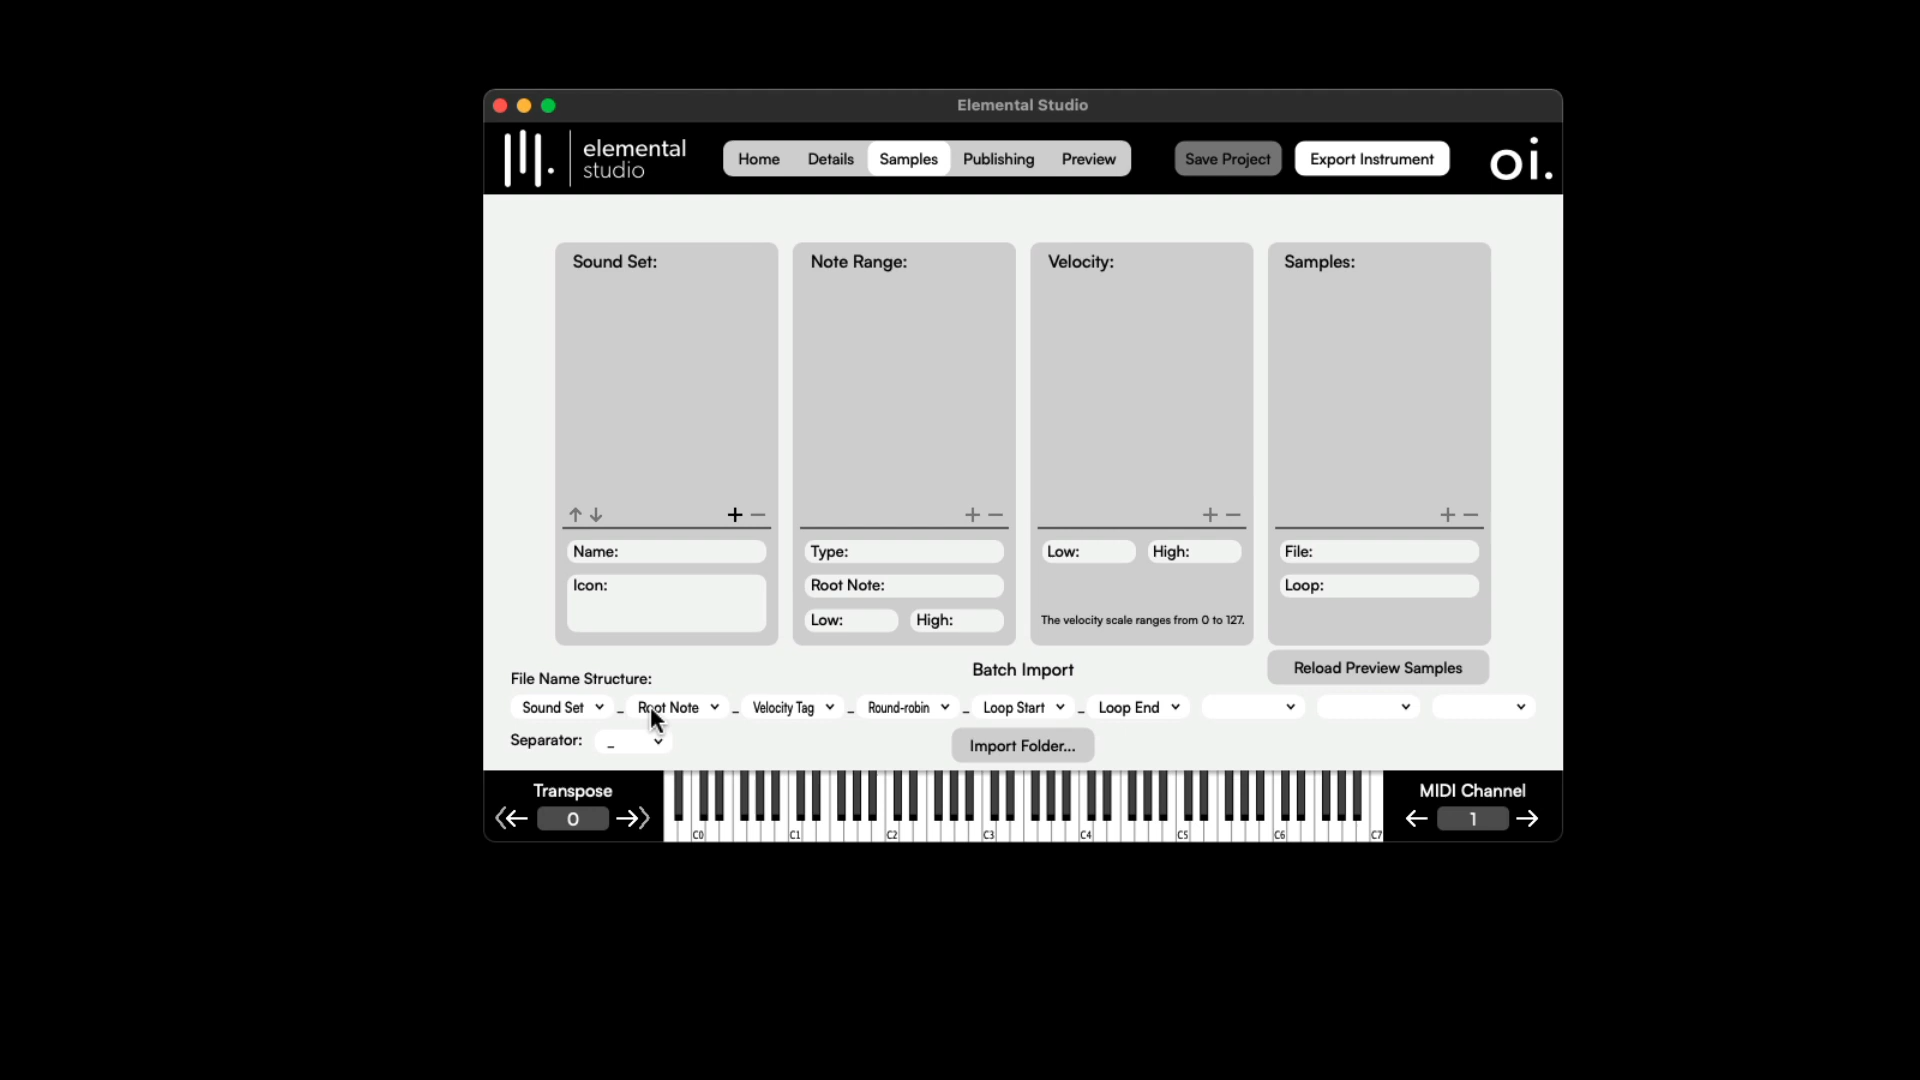 Elemental Studio
elemental
studio
Home Details Samples Publishing Preview
Save Project Export Instrument
oi.
Sound Set: Note Range: Velocity: Samples:
Name: Type: Low: High: File:
Icon: Root Note: Loop:
Low: High: The velocity scale ranges from 0 to 127.
Batch Import Reload Preview Samples
File Name Structure:
Sound Set _ Root Note _ Velocity Tag _ Round-robin _ Loop Start _ Loop End
Separator: _ Import Folder...
Transpose MIDI Channel
0 1
C0 C1 C2 C3 C4 C5 C6 C7